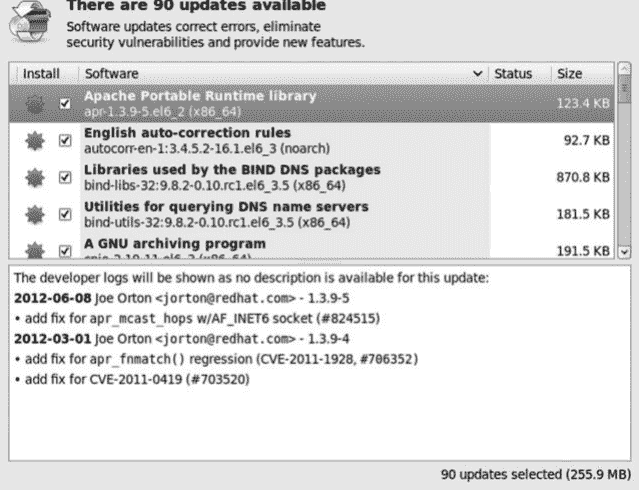 There are 90 updates available
Software updates correct errors, eliminate
security vulnerabilities and provide new features.
Install Software Status Size
Apache Portable Runtime library
apr-1.3.9-5.el6_2 (x86_64) 123.4 KB
English auto-correction rules
autocorr-en-1:3.4.5.2-16.1.el6_3 (noarch) 92.7 KB
Libraries used by the BIND DNS packages
bind-libs-32:9.8.2-0.10.rc1.el6_3.5 (x86_64) 870.8 KB
Utilities for querying DNS name servers
bind-utils-32:9.8.2-0.10.rc1.el6_3.5 (x86_64) 181.5 KB
A GNU archiving program
191.5 KB
The developer logs will be shown as no description is available for this update:
2012-06-08 Joe Orton <jorton@redhat.com> - 1.3.9-5
• add fix for apr_mcast_hops w/AF_INET6 socket (#824515)
2012-03-01 Joe Orton <jorton@redhat.com> - 1.3.9-4
• add fix for apr_fnmatch() regression (CVE-2011-1928, #706352)
• add fix for CVE-2011-0419 (#703520)
90 updates selected (255.9 MB)